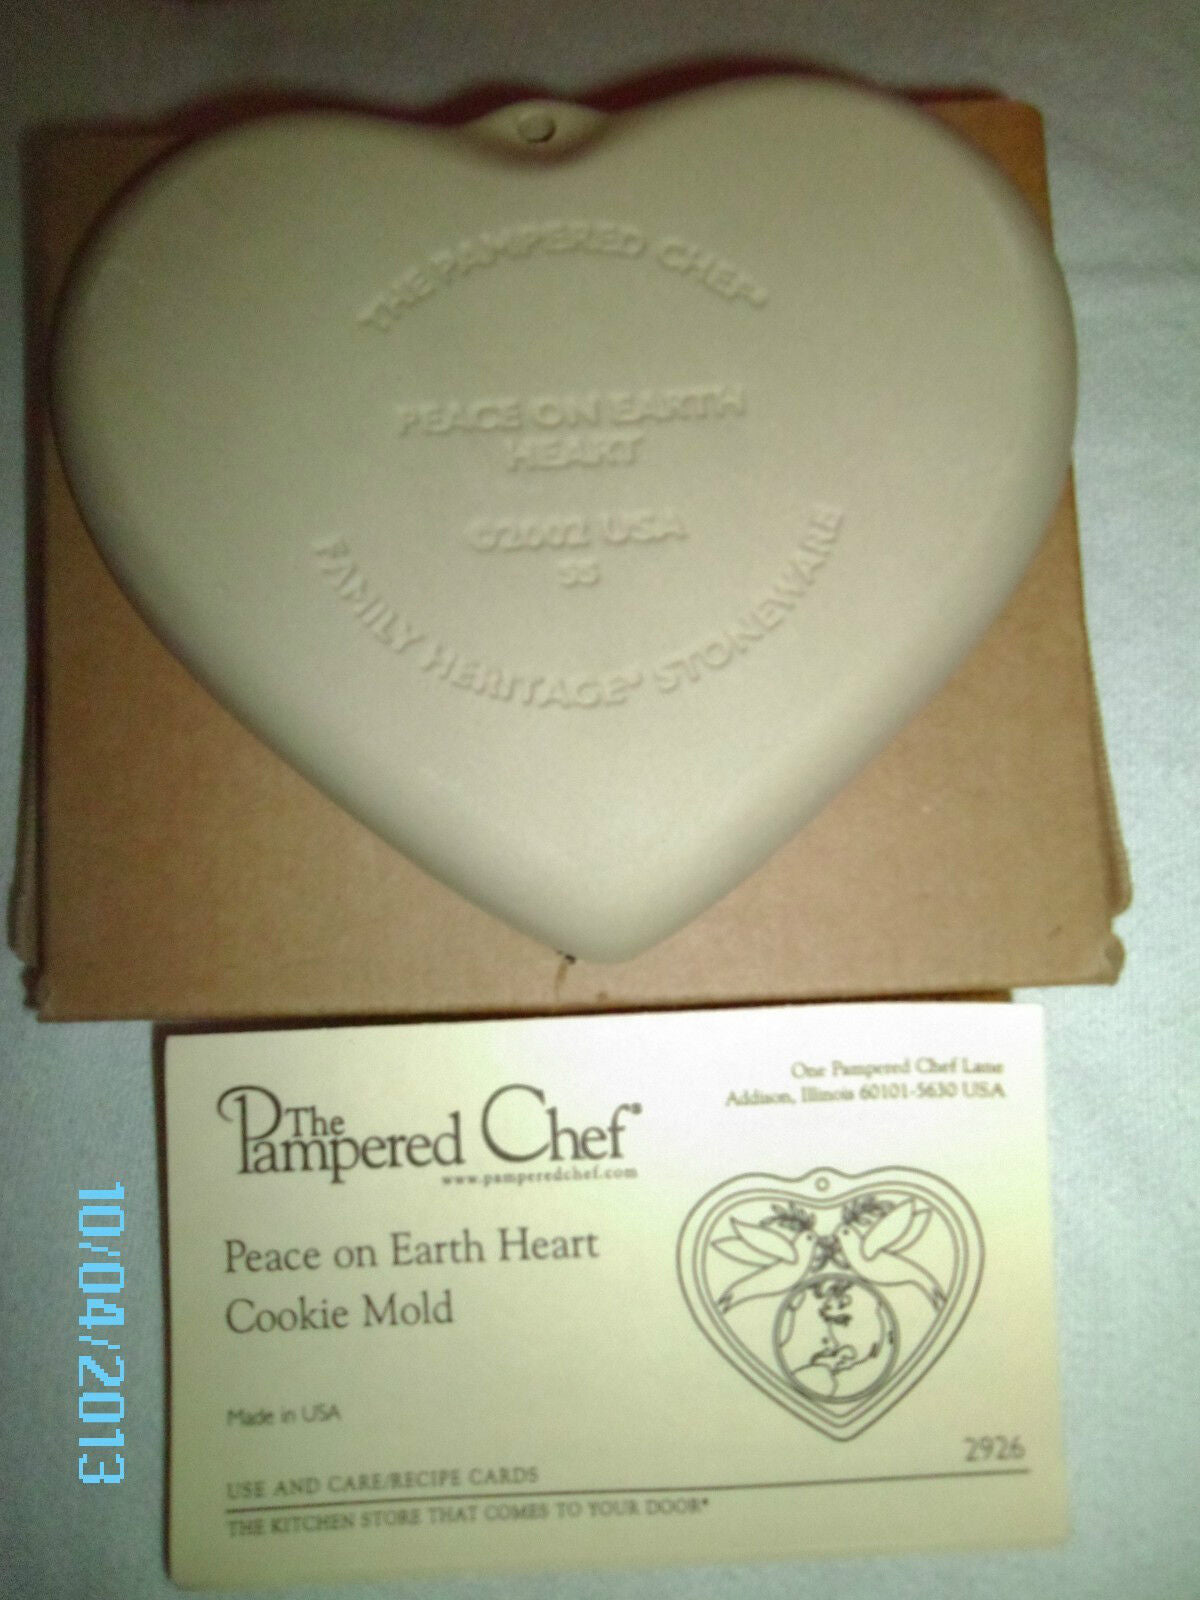 THE PAMPERED CHEF®
PEACE ON EARTH
HEART
©2002 USA
FAMILY HERITAGE® STONEWARE
The
Pampered Chef®
www.pamperedchef.com
One Pampered Chef Lane
Addison, Illinois 60101-5630 USA
Peace on Earth Heart
Cookie Mold
Made in USA
2926
USE AND CARE/RECIPE CARDS
THE KITCHEN STORE THAT COMES TO YOUR DOOR®
10/04/2013